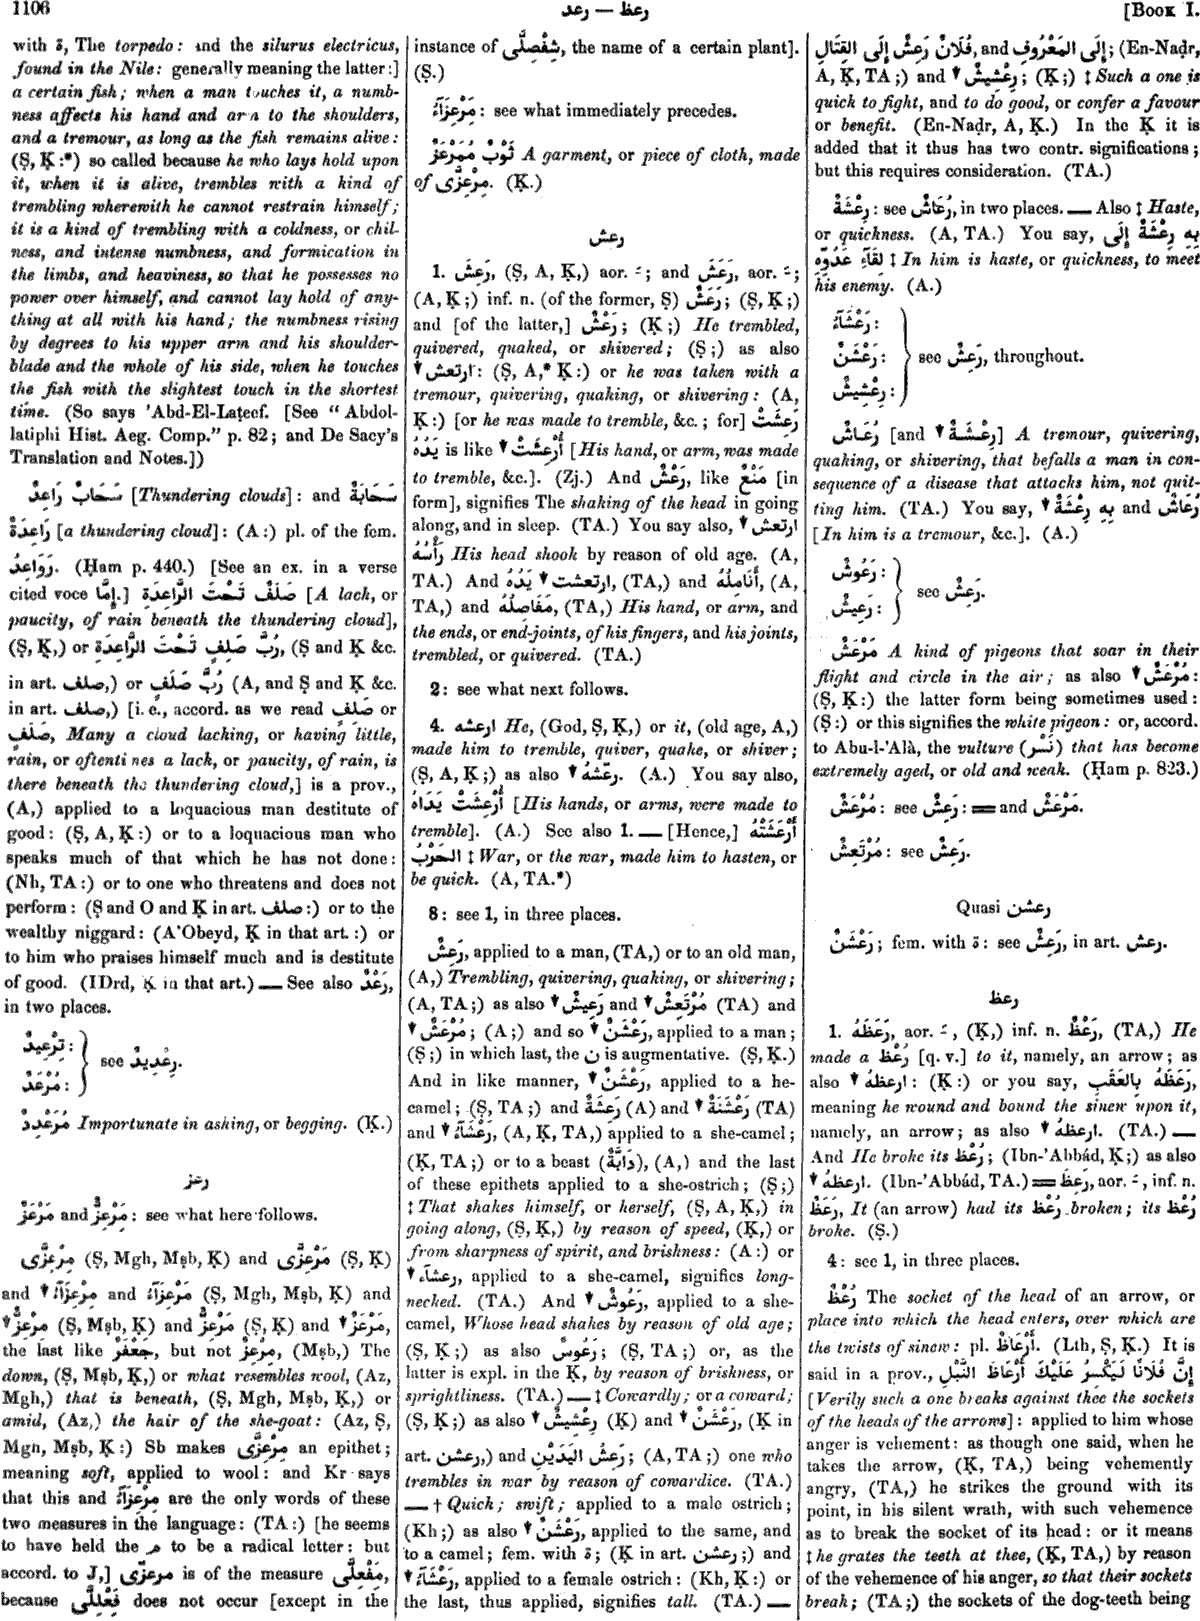 1106
رعد — رعظ
[BOOK I.
with ة, The torpedo: and the silurus electricus,
found in the Nile: generally meaning the latter:]
a certain fish; when a man touches it, a numb-
ness affects his hand and arm to the shoulders,
and a tremour, as long as the fish remains alive:
(Ṣ, Ḳ:*) so called because he who lays hold upon
it, when it is alive, trembles with a kind of
trembling wherewith he cannot restrain himself;
it is a kind of trembling with a coldness, or chil-
ness, and intense numbness, and formication in
the limbs, and heaviness, so that he possesses no
power over himself, and cannot lay hold of any-
thing at all with his hand; the numbness rising
by degrees to his upper arm and his shoulder-
blade and the whole of his side, when he touches
the fish with the slightest touch in the shortest
time. (So says 'Abd-El-Laṭeef. [See "Abdol-
latiphi Hist. Aeg. Comp." p. 82; and De Sacy's
Translation and Notes.])
سَحَابٌ رَاعِدٌ [Thundering clouds]: and سَحَابَةٌ
رَاعِدَةٌ [a thundering cloud]: (A:) pl. of the fem.
رَوَاعِدُ. (Ḥam p. 440.) [See an ex. in a verse
cited voce إِمَّا.] صَلَفٌ تَحْتَ الرَّاعِدَةِ [A lack, or
paucity, of rain beneath the thundering cloud],
(Ṣ, Ḳ,) or رُبَّ صَلَفٍ تَحْتَ الرَّاعِدَةِ, (Ṣ and Ḳ &c.
in art. صلف,) or رُبَّ صَلَفٍ (A, and Ṣ and Ḳ &c.
in art. صلف,) [i. e., accord. as we read صَلَفٍ or
صَلِفٍ, Many a cloud lacking, or having little,
rain, or oftentimes a lack, or paucity, of rain, is
there beneath the thundering cloud,] is a prov.,
(A,) applied to a loquacious man destitute of
good: (Ṣ, A, Ḳ:) or to a loquacious man who
speaks much of that which he has not done:
(Nh, TA:) or to one who threatens and does not
perform: (Ṣ and O and Ḳ in art. صلف:) or to the
wealthy niggard: (A'Obeyd, Ḳ in that art.:) or
to him who praises himself much and is destitute
of good. (IDrd, Ḳ in that art.) — See also رَعْدٌ,
in two places.
تِرْعِيدٌ:
مُرْعَدٌ: } see رِعْدِيدٌ.
مُرَعْدِدٌ Importunate in asking, or begging. (Ḳ.)
رعز
مَرْعِزٌّ and مَرْعَزٌ: see what here follows.
مِرْعِزَّى (Ṣ, Mgh, Mṣb, Ḳ) and مَرْعِزَّى (Ṣ, Ḳ)
and ▼ مِرْعِزَآءُ and مَرْعِزَآءُ (Ṣ, Mgh, Mṣb, Ḳ) and
▼ مِرْعِزٌّ (Ṣ, Mṣb, Ḳ) and مَرْعِزٌّ (Ṣ, Ḳ) and ▼ مَرْعَزٌ,
the last like جَعْفَرٌ, but not مِرْعِزٌ, (Mṣb,) The
down, (Ṣ, Mṣb, Ḳ,) or what resembles wool, (Az,
Mgh,) that is beneath, (Ṣ, Mgh, Mṣb, Ḳ,) or
amid, (Az,) the hair of the she-goat: (Az, Ṣ,
Mgh, Mṣb, Ḳ:) Sb makes مِرْعِزَّى an epithet;
meaning soft, applied to wool: and Kr says
that this and مِرْعِزَآءُ are the only words of these
two measures in the language: (TA:) [he seems
to have held the م to be a radical letter: but
accord. to J,] مرعزّى is of the measure مَفْعِلَّى,
because فَعْلِلَّى does not occur [except in the
instance of شِفْصِلَّى, the name of a certain plant].
(Ṣ.)
مَرْعِزَآءُ: see what immediately precedes.
ثَوْبٌ مُمَرْعَزٌ A garment, or piece of cloth, made
of مِرْعِزَّى. (Ḳ.)
رعش
1. رَعِشَ, (Ṣ, A, Ḳ,) aor. ـَ; and رَعَشَ, aor. ـَ;
(A, Ḳ;) inf. n. (of the former, Ṣ) رَعَشٌ; (Ṣ, Ḳ;)
and [of the latter,] رَعْشٌ; (Ḳ;) He trembled,
quivered, quaked, or shivered; (Ṣ;) as also
▼ ارتعش: (Ṣ, A,* Ḳ:) or he was taken with a
tremour, quivering, quaking, or shivering: (A,
Ḳ:) [or he was made to tremble, &c.; for] رَعِشَتْ
يَدُهُ is like ▼ أُرْعِشَتْ [His hand, or arm, was made
to tremble, &c.]. (Zj.) And رَعْشٌ, like مَنْعٌ [in
form], signifies The shaking of the head in going
along, and in sleep. (TA.) You say also, ▼ ارتعش
رَأْسُهُ His head shook by reason of old age. (A,
TA.) And ارتعشت ▼ يَدُهُ, (TA,) and أَنَامِلُهُ, (A,
TA,) and مَفَاصِلُهُ, (TA,) His hand, or arm, and
the ends, or end-joints, of his fingers, and his joints,
trembled, or quivered. (TA.)
2: see what next follows.
4. ارعشه He, (God, Ṣ, Ḳ,) or it, (old age, A,)
made him to tremble, quiver, quake, or shiver;
(Ṣ, A, Ḳ;) as also ▼ رعّشهُ. (A.) You say also,
أُرْعِشَتْ يَدَاهُ [His hands, or arms, were made to
tremble]. (A.) See also 1. — [Hence,] أَرْعَشَتْهُ
الحَرْبُ ‡ War, or the war, made him to hasten, or
be quick. (A, TA.*)
8: see 1, in three places.
رَعِشٌ, applied to a man, (TA,) or to an old man,
(A,) Trembling, quivering, quaking, or shivering;
(A, TA;) as also ▼ رَعِيشٌ and ▼ مُرْتَعِشٌ (TA) and
▼ مُرْعَشٌ; (A;) and so ▼ رَعْشَنٌ, applied to a man;
(Ṣ;) in which last, the ن is augmentative. (Ṣ, Ḳ.)
And in like manner, ▼ رَعْشَنٌ, applied to a he-
camel; (Ṣ, TA;) and رَعِشَةٌ (A) and ▼ رَعْشَنَةٌ (TA)
and ▼ رَعْشَآءُ, (A, Ḳ, TA,) applied to a she-camel;
(Ḳ, TA;) or to a beast (دَابَّةٌ), (A,) and the last
of these epithets applied to a she-ostrich; (Ṣ;)
‡ That shakes himself, or herself, (Ṣ, A, Ḳ,) in
going along, (Ṣ, Ḳ,) by reason of speed, (Ḳ,) or
from sharpness of spirit, and briskness: (A:) or
▼ رعشآء, applied to a she-camel, signifies long-
necked. (TA.) And ▼ رَعُوشٌ, applied to a she-
camel, Whose head shakes by reason of old age;
(Ṣ, Ḳ;) as also رَعُوسٌ; (Ṣ, TA;) or, as the
latter is expl. in the Ḳ, by reason of briskness, or
sprightliness. (TA.) — ‡ Cowardly; or a coward;
(Ṣ, Ḳ;) as also ▼ رِعْشِيشٌ (Ḳ) and ▼ رَعْشَنٌ, (Ḳ in
art. رعشن,) and رَعِشُ اليَدَيْنِ; (A, TA;) one who
trembles in war by reason of cowardice. (TA.)
— † Quick; swift; applied to a male ostrich;
(Kh;) as also ▼ رَعْشَنٌ, applied to the same, and
to a camel; fem. with ة; (Ḳ in art. رعشن;) and
▼ رَعْشَآءُ, applied to a female ostrich: (Kh, Ḳ:) or
the last, thus applied, signifies tall. (TA.) —
فُلَانٌ رَعِشٌ إِلَى القِتَالِ, and إِلَى المَعْرُوفِ; (En-Naḍr,
A, Ḳ, TA;) and ▼ رِعْشِيشٌ; (Ḳ;) ‡ Such a one is
quick to fight, and to do good, or confer a favour
or benefit. (En-Naḍr, A, Ḳ.) In the Ḳ it is
added that it thus has two contr. significations;
but this requires consideration. (TA.)
رِعْشَةٌ: see رُعَاشٌ, in two places. — Also ‡ Haste,
or quickness. (A, TA.) You say, بِهِ رِعْشَةٌ إِلَى
لِقَآءِ عَدُوِّهِ ‡ In him is haste, or quickness, to meet
his enemy. (A.)
رَعْشَآءُ:
رَعْشَنٌ:
رِعْشِيشٌ: } see رَعِشٌ, throughout.
رُعَاشٌ [and ▼ رِعْشَةٌ] A tremour, quivering,
quaking, or shivering, that befalls a man in con-
sequence of a disease that attacks him, not quit-
ting him. (TA.) You say, بِهِ رِعْشَةٌ ▼ and رُعَاشٌ
[In him is a tremour, &c.]. (A.)
رَعُوشٌ:
رَعِيشٌ: } see رَعِشٌ.
مَرْعَشٌ A kind of pigeons that soar in their
flight and circle in the air; as also ▼ مُرْعَشٌ:
(Ṣ, Ḳ:) the latter form being sometimes used:
(Ṣ:) or this signifies the white pigeon: or, accord.
to Abu-l-'Alà, the vulture (نَسْر) that has become
extremely aged, or old and weak. (Ḥam p. 823.)
مُرْعَشٌ: see رَعِشٌ: == and مَرْعَشٌ.
مُرْتَعِشٌ: see رَعِشٌ.
Quasi رعشن
رَعْشَنٌ; fem. with ة: see رَعِشٌ, in art. رعش.
رعظ
1. رَعَظَهُ, aor. ـَ, (Ḳ,) inf. n. رَعْظٌ, (TA,) He
made a رُعْظ [q. v.] to it, namely, an arrow; as
also ▼ ارعظهُ: (Ḳ:) or you say, رَعَظَهُ بِالعَقَبِ,
meaning he wound and bound the sinew upon it,
namely, an arrow; as also ▼ ارعظهُ. (TA.) —
And He broke its رُعْظ; (Ibn-'Abbád, Ḳ;) as also
▼ ارعظهُ. (Ibn-'Abbád, TA.) == رَعِظَ, aor. ـَ, inf. n.
رَعَظٌ, It (an arrow) had its رُعْظ broken; its رُعْظ
broke. (Ṣ.)
4: see 1, in three places.
رُعْظٌ The socket of the head of an arrow, or
place into which the head enters, over which are
the twists of sinew: pl. أَرْعَاظٌ. (Lth, Ṣ, Ḳ.) It is
said in a prov., إِنَّ فُلَانًا لَيَكْسِرُ عَلَيْكَ أَرْعَاظَ النَّبْلِ
[Verily such a one breaks against thee the sockets
of the heads of the arrows]: applied to him whose
anger is vehement: as though one said, when he
takes the arrow, (Ḳ, TA,) being vehemently
angry, (TA,) he strikes the ground with its
point, in his silent wrath, with such vehemence
as to break the socket of its head: or it means
‡ he grates the teeth at thee, (Ḳ, TA,) by reason
of the vehemence of his anger, so that their sockets
break; (TA;) the sockets of the dog-teeth being